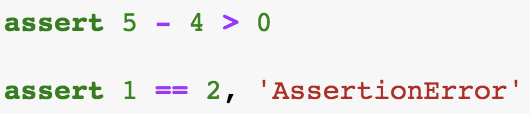 assert 5 - 4 > 0
assert 1 == 2, 'AssertionError'